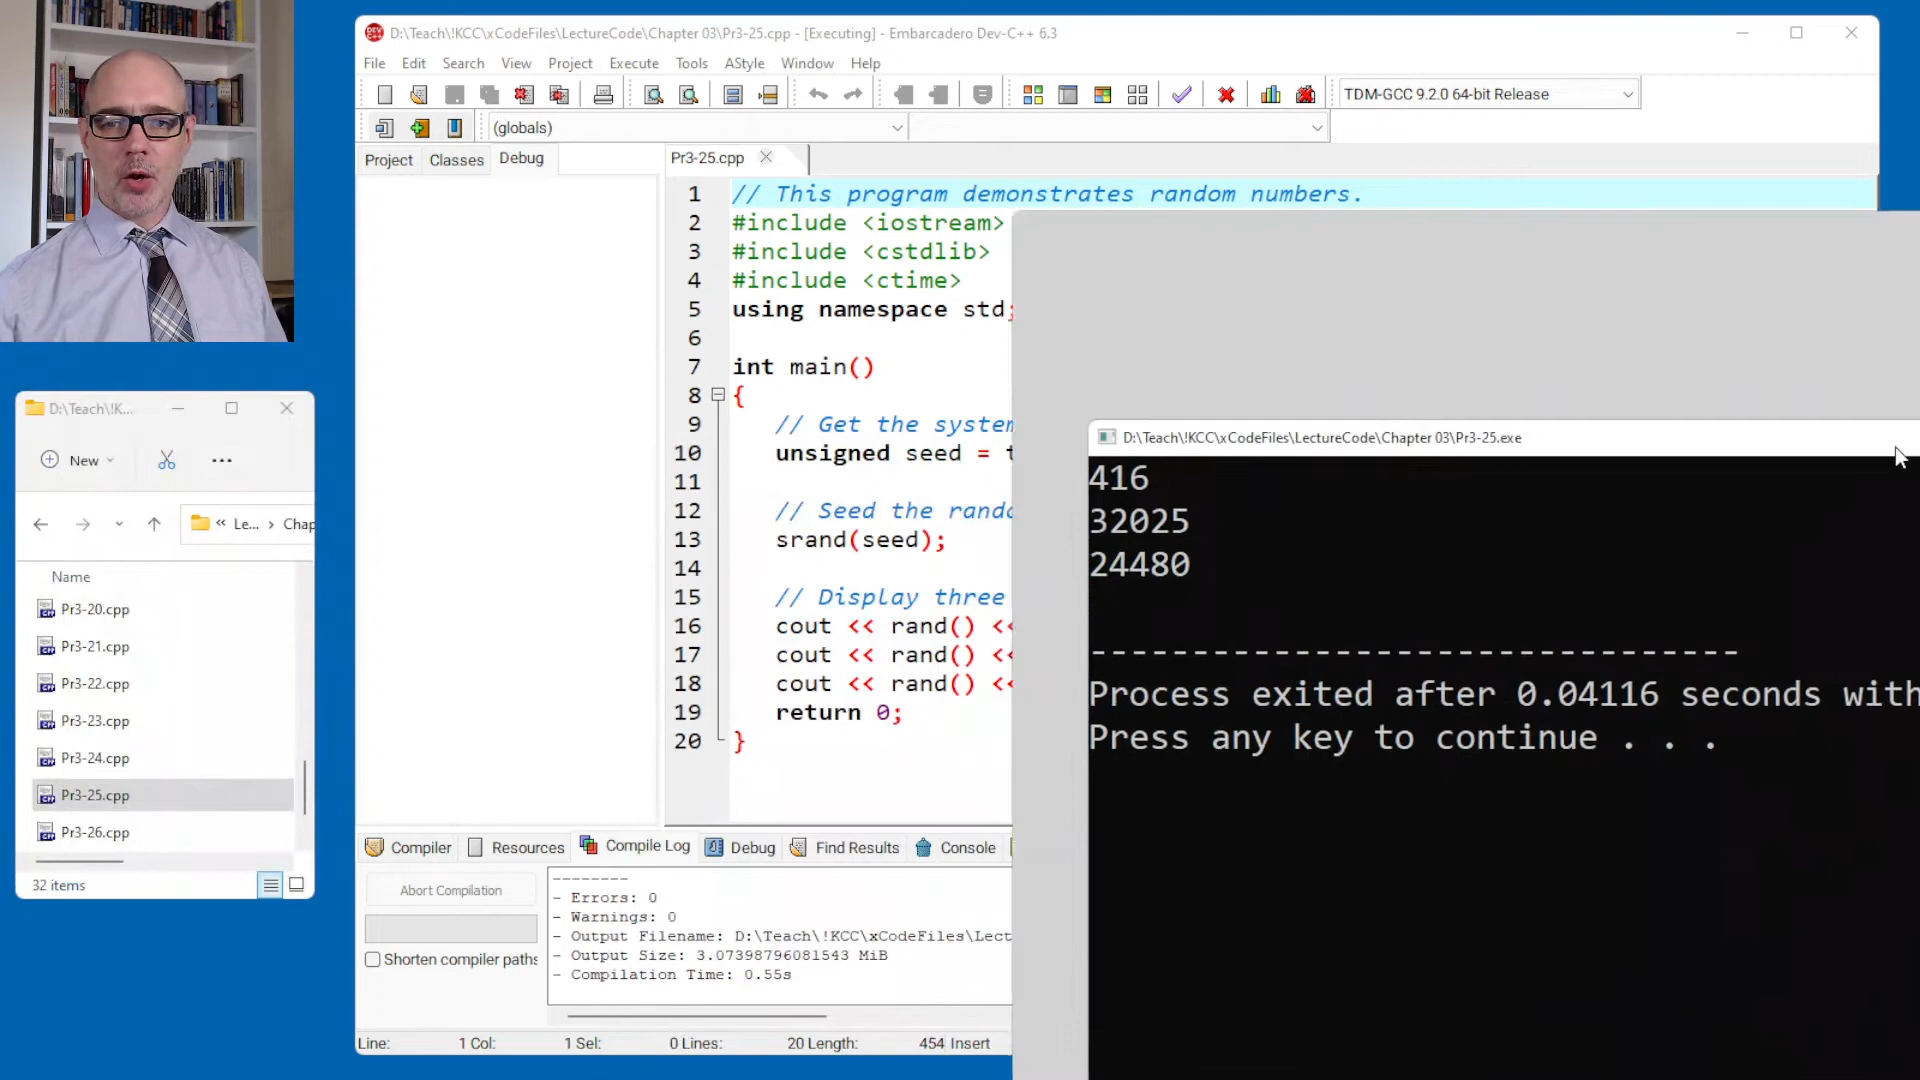 D:\Teach\!KCC\xCodeFiles\LectureCode\Chapter 03\Pr3-25.cpp - [Executing] - Embarcadero Dev-C++ 6.3
File Edit Search View Project Execute Tools AStyle Window Help
TDM-GCC 9.2.0 64-bit Release
(globals)
Project Classes Debug
Pr3-25.cpp
1 // This program demonstrates random numbers.
2 #include <iostream>
3 #include <cstdlib>
4 #include <ctime>
5 using namespace std;
6
7 int main()
8 {
9 // Get the system
10 unsigned seed = t
11
12 // Seed the rando
13 srand(seed);
14
15 // Display three
16 cout << rand() <<
17 cout << rand() <<
18 cout << rand() <<
19 return 0;
20 }
D:\Teach\!KCC\xCodeFiles\LectureCode\Chapter 03\Pr3-25.exe
416
32025
24480
--------------------------------
Process exited after 0.04116 seconds with
Press any key to continue . . .
D:\Teach\!K...
New
« Le... > Chap
Name
Pr3-20.cpp
Pr3-21.cpp
Pr3-22.cpp
Pr3-23.cpp
Pr3-24.cpp
Pr3-25.cpp
Pr3-26.cpp
32 items
Compiler Resources Compile Log Debug Find Results Console
Abort Compilation
Shorten compiler paths
--------
- Errors: 0
- Warnings: 0
- Output Filename: D:\Teach\!KCC\xCodeFiles\Lect
- Output Size: 3.07398796081543 MiB
- Compilation Time: 0.55s
Line: 1 Col: 1 Sel: 0 Lines: 20 Length: 454 Insert